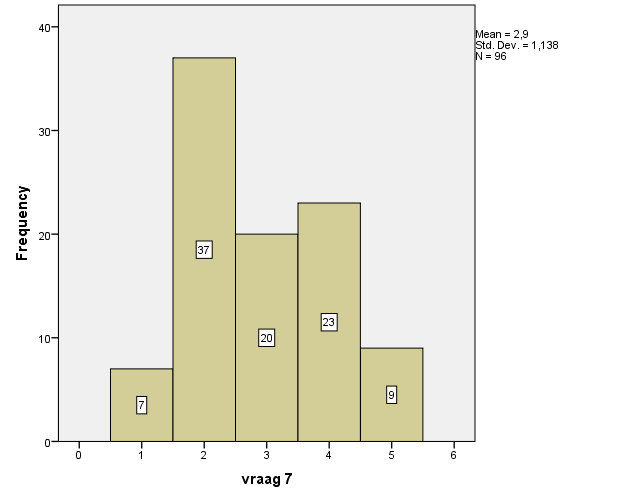 Mean = 2,9
Std. Dev. = 1,138
N = 96
Frequency
40
30
20
10
0
37
20
23
7
9
0 1 2 3 4 5 6
vraag 7